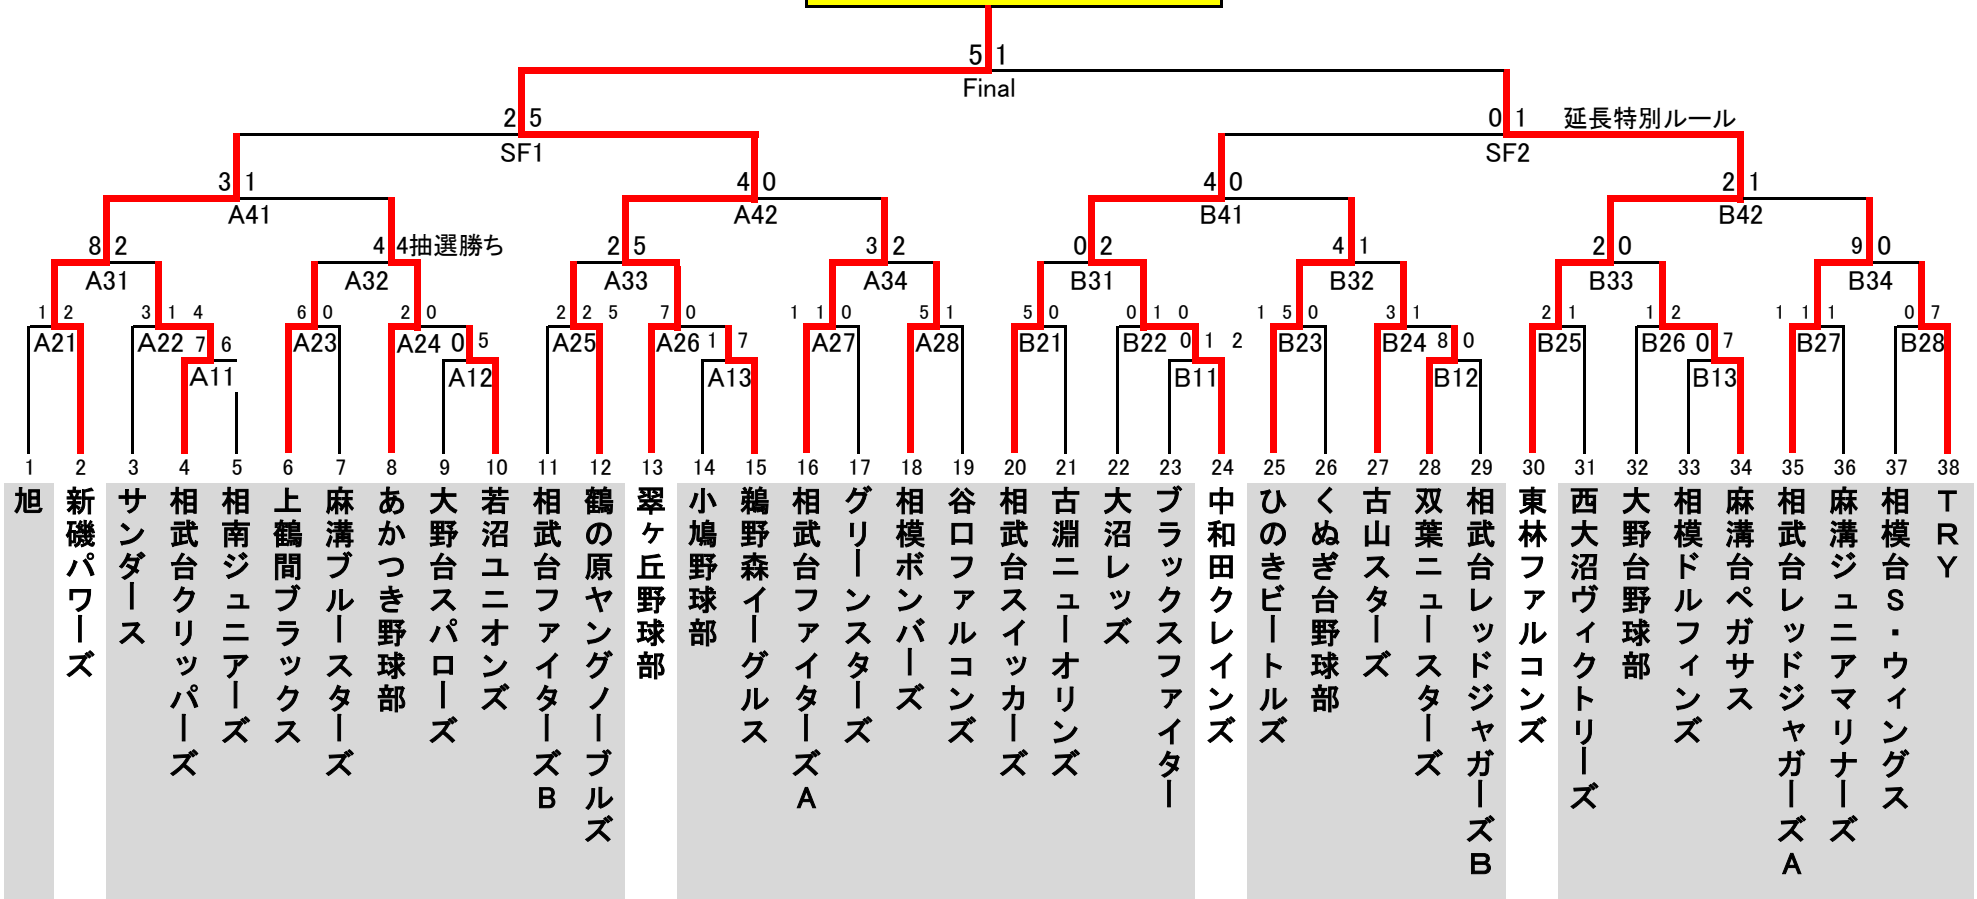 5 1
Final
2 5
0 1 延長特別ルール
SF1
SF2
3 1
4 0
4 0
2 1
A41
A42
B41
B42
8 2
4 4抽選勝ち
2 5
3 2
0 2
4 1
2 0
9 0
A31
A32
A33
A34
B31
B32
B33
B34
1 2
3 1 4
6 0
2 0
2 2 5
7 0
1 1 0
5 1
5 0
0 1 0
1 5 0
3 1
2 1
1 2
1 1 1
0 7
A21
A22
A23
A24
A25
A26
A27
A28
B21
B22
B23
B24
B25
B26
B27
B28
7 6
0 5
1 7
0 1 2
8 0
0 7
A11
A12
A13
B11
B12
B13
1
2
3
4
5
6
7
8
9
10
11
12
13
14
15
16
17
18
19
20
21
22
23
24
25
26
27
28
29
30
31
32
33
34
35
36
37
38
旭
新磯パワーズ
サンダース
相武台クリッパーズ
相南ジュニアーズ
上鶴間ブラックス
麻溝ブルースターズ
あかつき野球部
大野台スパローズ
若沼ユニオンズ
相武台ファイターズB
鶴の原ヤングノーブルズ
翠ヶ丘野球部
小鳩野球部
鵜野森イーグルス
相武台ファイターズA
グリーンスターズ
相模ボンバーズ
谷口ファルコンズ
相武台スイッカーズ
古淵ニューオリンズ
大沼レッズ
ブラックスファイター
中和田クレインズ
ひのきビートルズ
くぬぎ台野球部
古山スターズ
双葉ニュースターズ
相武台レッドジャガーズB
東林ファルコンズ
西大沼ヴィクトリーズ
大野台野球部
相模ドルフィンズ
麻溝台ペガサス
相武台レッドジャガーズA
麻溝ジュニアマリナーズ
相模台S・ウィングス
TRY